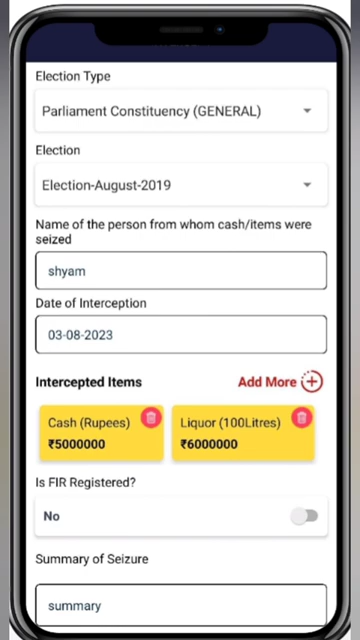 Election Type
Parliament Constituency (GENERAL)
Election
Election-August-2019
Name of the person from whom cash/items were
seized
shyam
Date of Interception
03-08-2023
Intercepted Items
Add More
Cash (Rupees)
₹5000000
Liquor (100Litres)
₹6000000
Is FIR Registered?
No
Summary of Seizure
summary